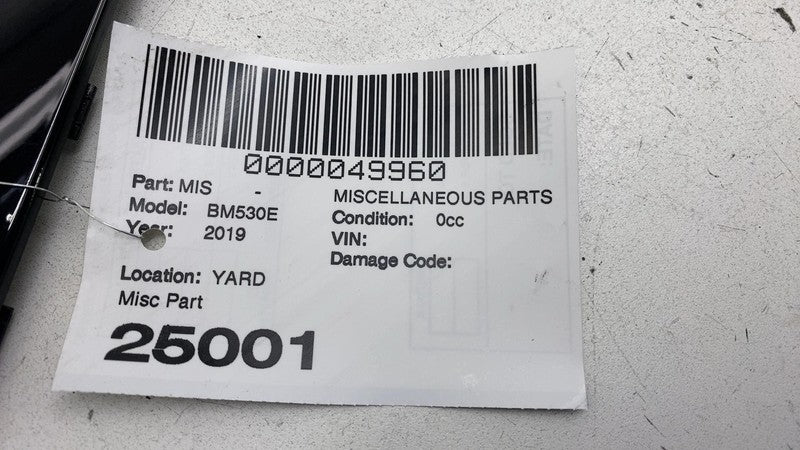 0000049960
Part: MIS - MISCELLANEOUS PARTS
Model: BM530E Condition: 0cc
Year: 2019 VIN:
Damage Code:
Location: YARD
Misc Part
25001